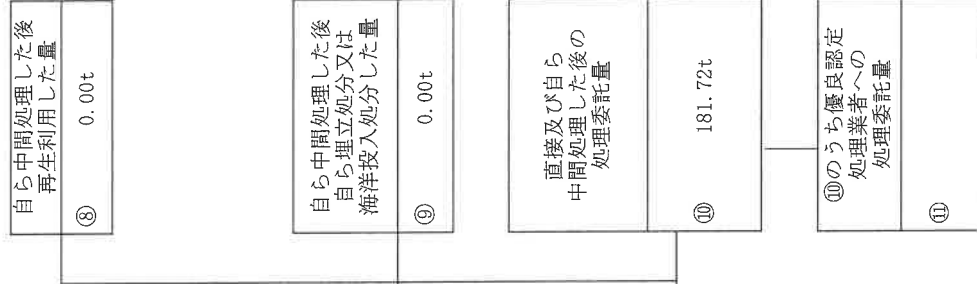 自ら中間処理した後
再生利用した量
⑧ 0.00t
自ら中間処理した後
自ら埋立処分又は
海洋投入処分した量
⑨ 0.00t
直接及び自ら
中間処理した後の
処理委託量
⑩ 181.72t
⑩のうち優良認定
処理業者への
処理委託量
⑪